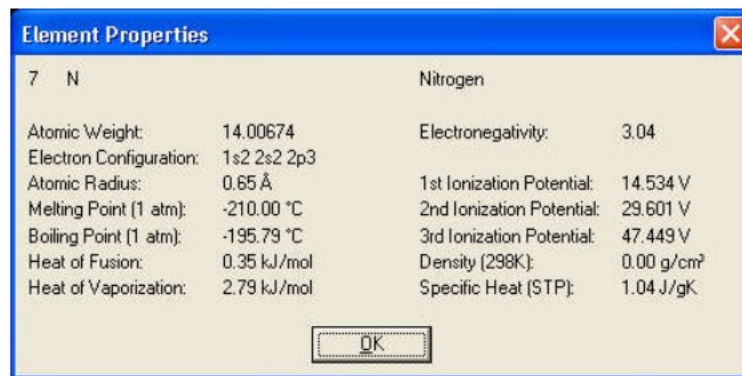 Element Properties
7 N Nitrogen
Atomic Weight: 14.00674 Electronegativity: 3.04
Electron Configuration: 1s2 2s2 2p3
Atomic Radius: 0.65 Å 1st Ionization Potential: 14.534 V
Melting Point (1 atm): -210.00 °C 2nd Ionization Potential: 29.601 V
Boiling Point (1 atm): -195.79 °C 3rd Ionization Potential: 47.449 V
Heat of Fusion: 0.35 kJ/mol Density (298K): 0.00 g/cm³
Heat of Vaporization: 2.79 kJ/mol Specific Heat (STP): 1.04 J/gK
OK